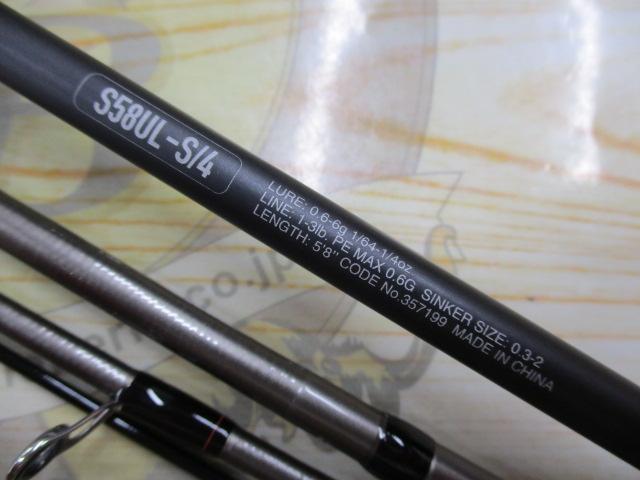 S58UL-S/4
LURE: 0.6-6g 1/64-1/4oz
LINE: 1-3lb. PE MAX 0.6G SINKER SIZE: 0.3-2
LENGTH: 5'8" CODE No.357199 MADE IN CHINA